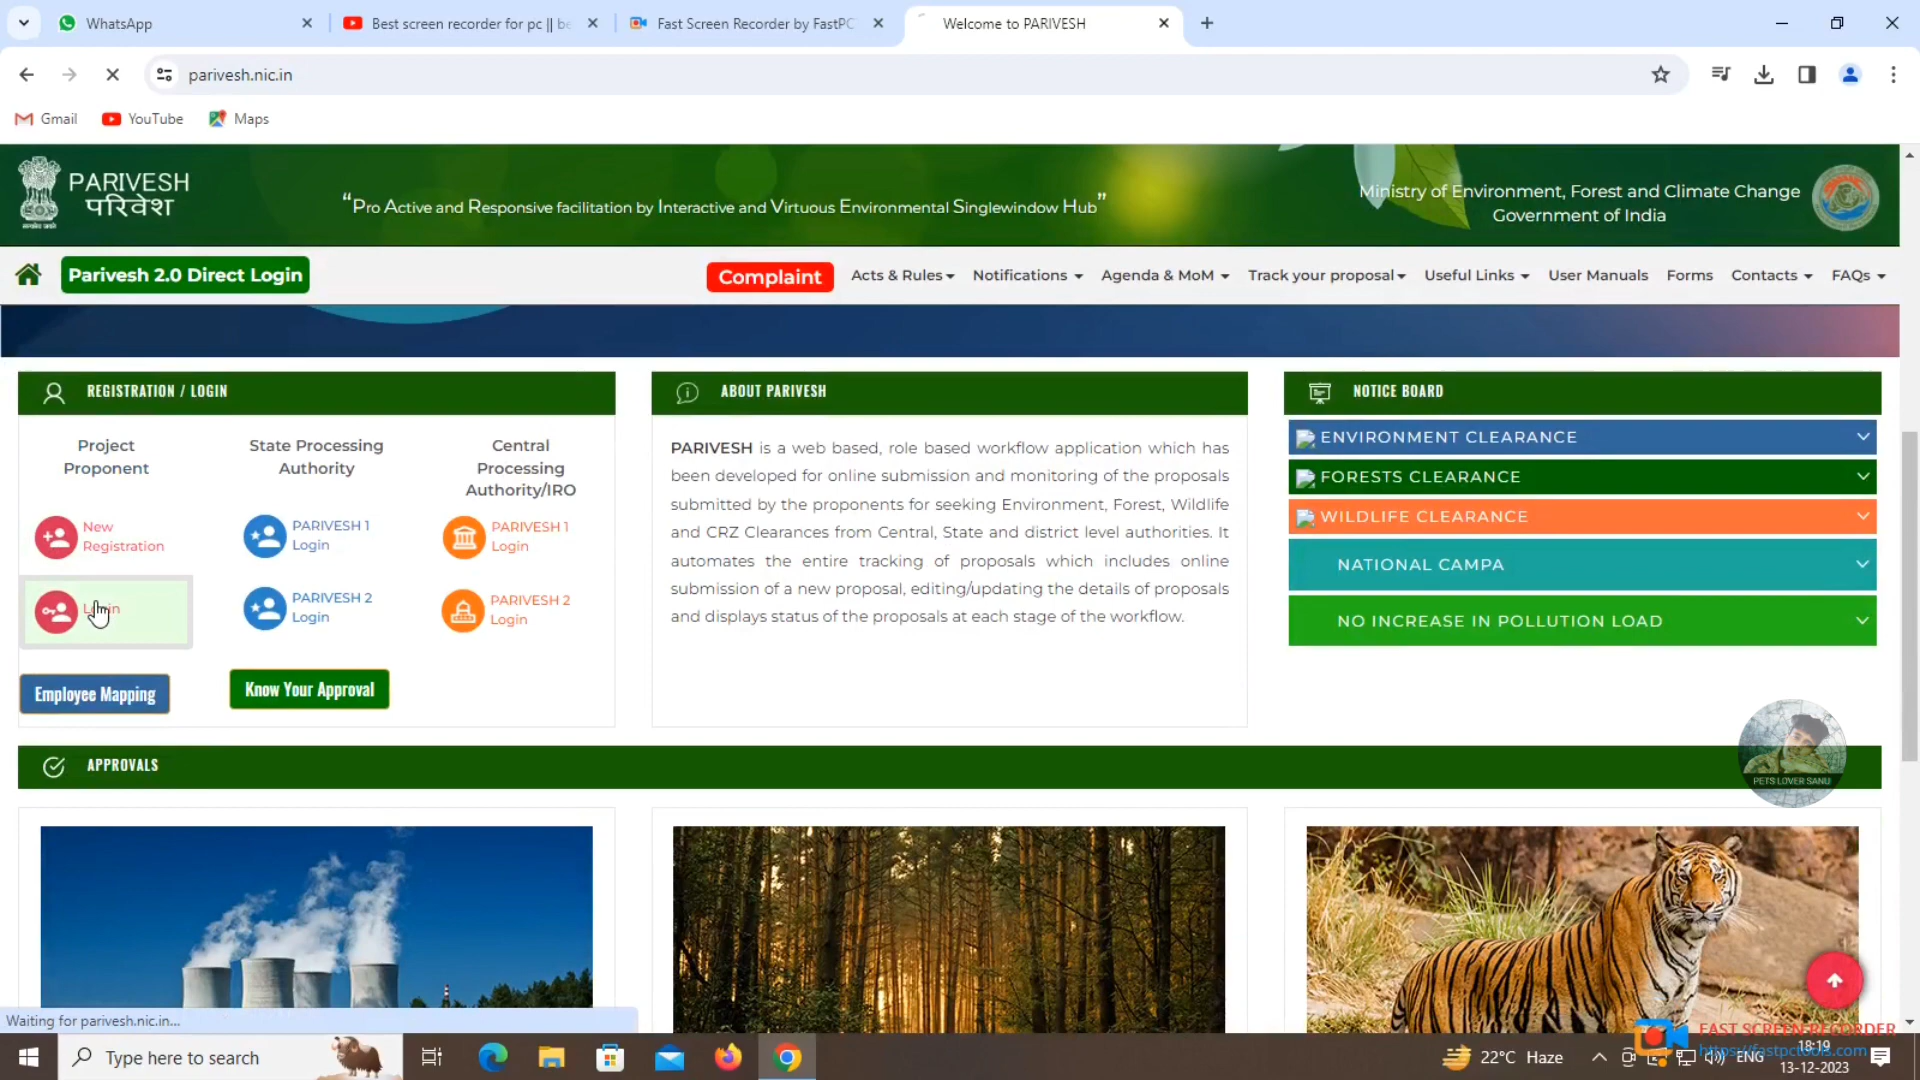 WhatsApp
Best screen recorder for pc || be
Fast Screen Recorder by FastPC
Welcome to PARIVESH
parivesh.nic.in
Gmail
YouTube
Maps
PARIVESH
परिवेश
सत्यमेव जयते
“Pro Active and Responsive facilitation by Interactive and Virtuous Environmental Singlewindow Hub”
Ministry of Environment, Forest and Climate Change
Government of India
Parivesh 2.0 Direct Login
Complaint
Acts & Rules
Notifications
Agenda & MoM
Track your proposal
Useful Links
User Manuals
Forms
Contacts
FAQs
REGISTRATION / LOGIN
Project
Proponent
State Processing
Authority
Central
Processing
Authority/IRO
New
Registration
PARIVESH 1
Login
PARIVESH 1
Login
Login
PARIVESH 2
Login
PARIVESH 2
Login
Employee Mapping
Know Your Approval
ABOUT PARIVESH
PARIVESH is a web based, role based workflow application which has
been developed for online submission and monitoring of the proposals
submitted by the proponents for seeking Environment, Forest, Wildlife
and CRZ Clearances from Central, State and district level authorities. It
automates the entire tracking of proposals which includes online
submission of a new proposal, editing/updating the details of proposals
and displays status of the proposals at each stage of the workflow.
NOTICE BOARD
ENVIRONMENT CLEARANCE
FORESTS CLEARANCE
WILDLIFE CLEARANCE
NATIONAL CAMPA
NO INCREASE IN POLLUTION LOAD
PETS LOVER SANU
APPROVALS
Waiting for parivesh.nic.in...
FAST SCREEN RECORDER
https://fastpctools.com
Type here to search
22°C Haze
ENG
18:19
13-12-2023